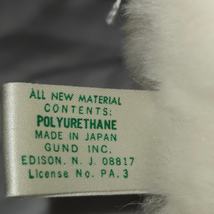 ALL NEW MATERIAL
CONTENTS:
POLYURETHANE
MADE IN JAPAN
GUND INC.
EDISON, N. J. 08817
License No. PA. 3